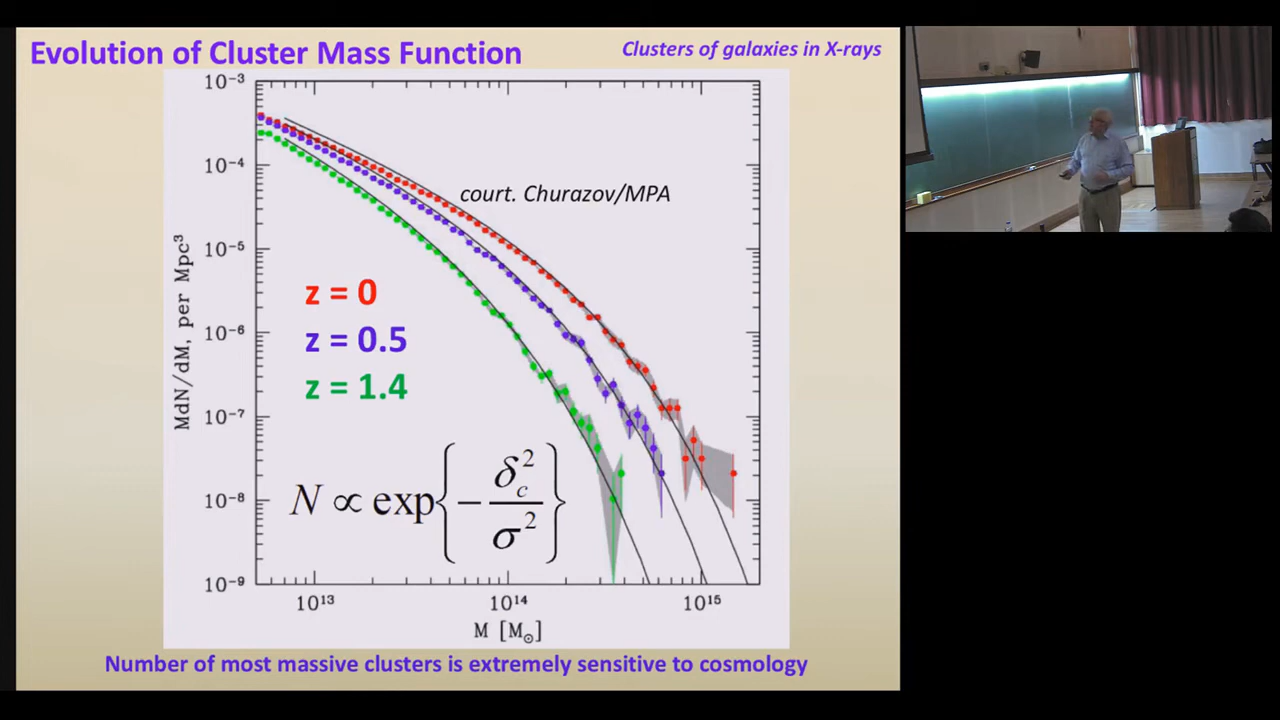 Evolution of Cluster Mass Function
Clusters of galaxies in X-rays
10⁻³
10⁻⁴
10⁻⁵
10⁻⁶
10⁻⁷
10⁻⁸
10⁻⁹
MdN/dM, per Mpc³
court. Churazov/MPA
z = 0
z = 0.5
z = 1.4
N ∝ exp{− δc² / σ²}
10¹³ 10¹⁴ 10¹⁵
M [M⊙]
Number of most massive clusters is extremely sensitive to cosmology